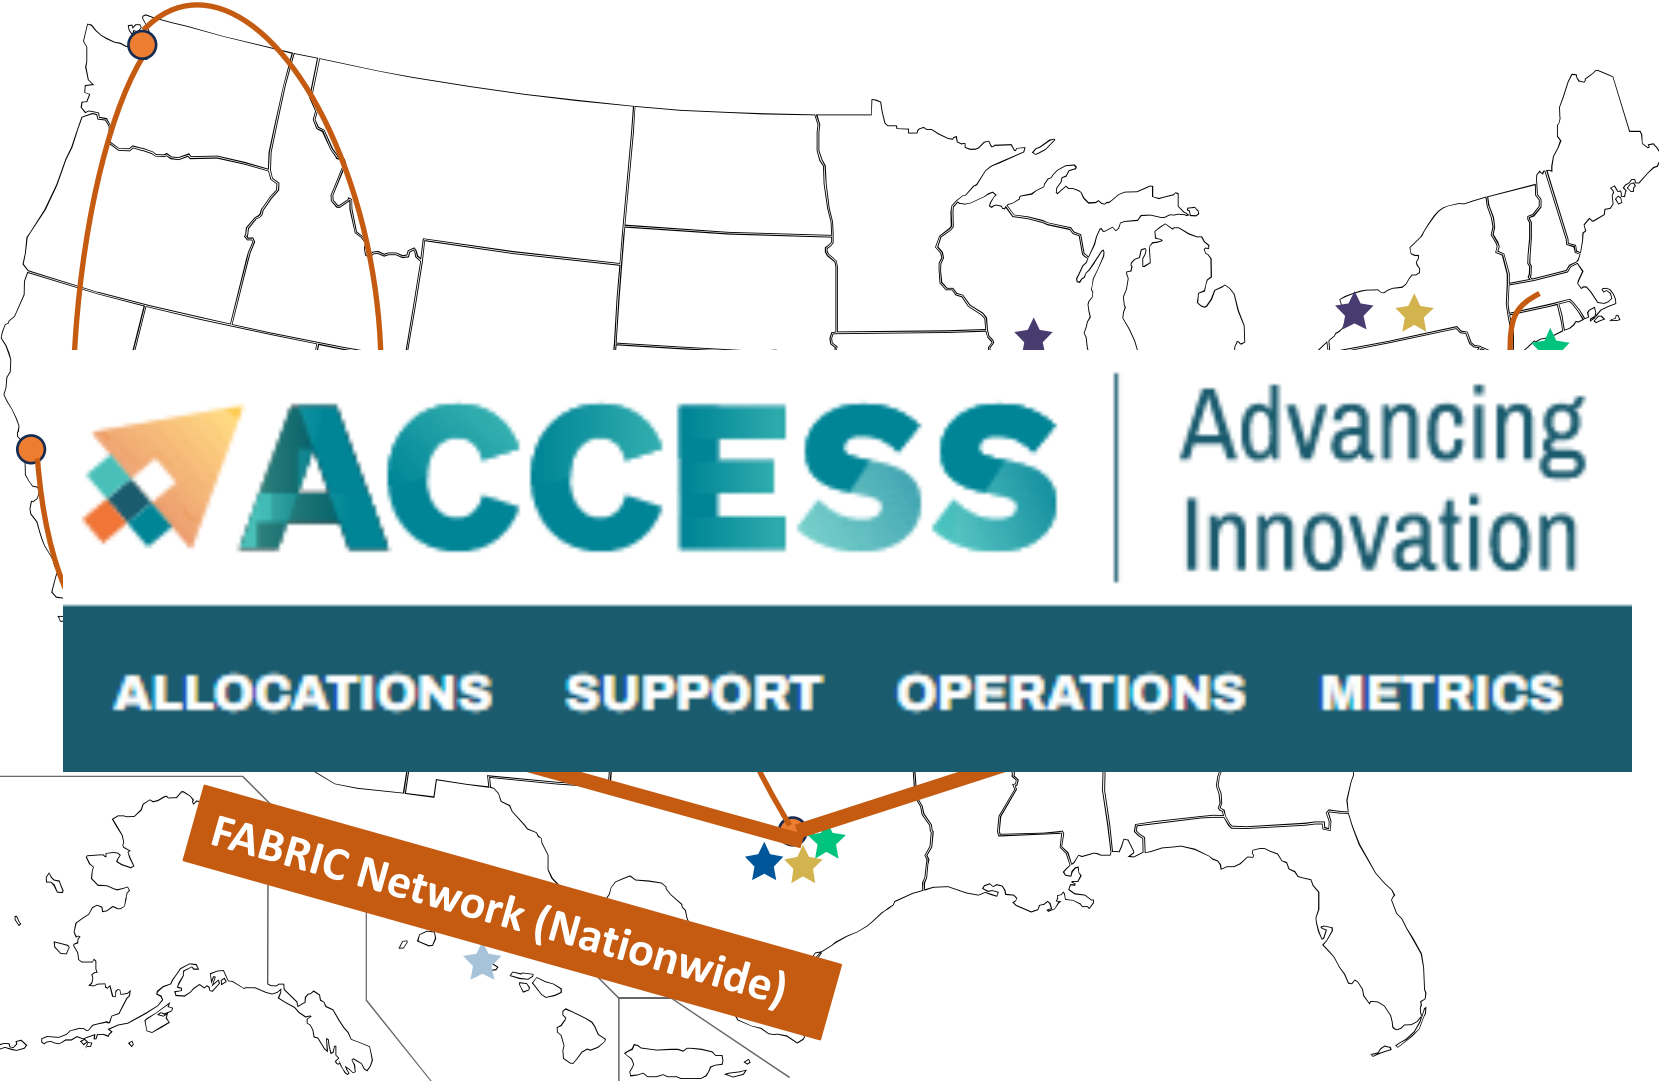 ACCESS
Advancing
Innovation
ALLOCATIONS SUPPORT OPERATIONS METRICS
FABRIC Network (Nationwide)